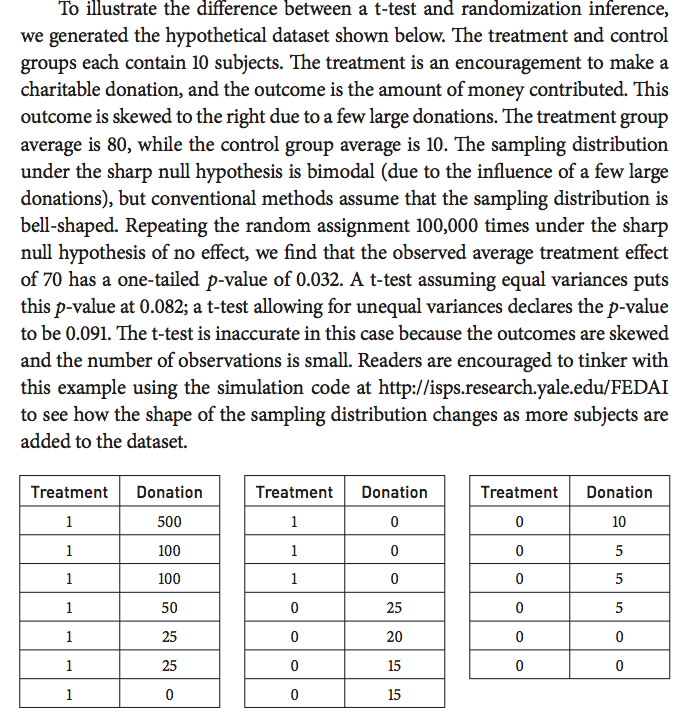 To illustrate the difference between a t-test and randomization inference,
we generated the hypothetical dataset shown below. The treatment and control
groups each contain 10 subjects. The treatment is an encouragement to make a
charitable donation, and the outcome is the amount of money contributed. This
outcome is skewed to the right due to a few large donations. The treatment group
average is 80, while the control group average is 10. The sampling distribution
under the sharp null hypothesis is bimodal (due to the influence of a few large
donations), but conventional methods assume that the sampling distribution is
bell-shaped. Repeating the random assignment 100,000 times under the sharp
null hypothesis of no effect, we find that the observed average treatment effect
of 70 has a one-tailed p-value of 0.032. A t-test assuming equal variances puts
this p-value at 0.082; a t-test allowing for unequal variances declares the p-value
to be 0.091. The t-test is inaccurate in this case because the outcomes are skewed
and the number of observations is small. Readers are encouraged to tinker with
this example using the simulation code at http://isps.research.yale.edu/FEDAI
to see how the shape of the sampling distribution changes as more subjects are
added to the dataset.
Treatment Donation
1 500
1 100
1 100
1 50
1 25
1 25
1 0
Treatment Donation
1 0
1 0
1 0
0 25
0 20
0 15
0 15
Treatment Donation
0 10
0 5
0 5
0 5
0 0
0 0